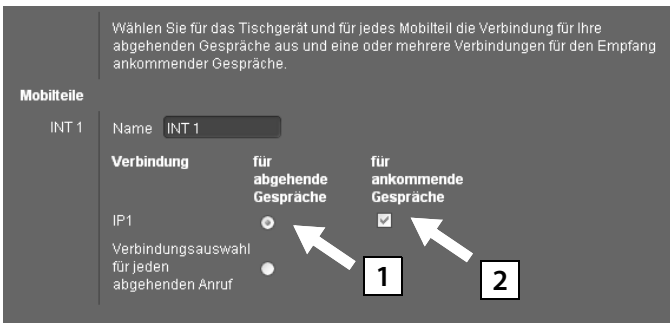 Wählen Sie für das Tischgerät und für jedes Mobilteil die Verbindung für Ihre
abgehenden Gespräche aus und eine oder mehrere Verbindungen für den Empfang
ankommender Gespräche.
Mobilteile
INT 1 Name INT 1
Verbindung für abgehende Gespräche für ankommende Gespräche
IP1
Verbindungsauswahl
für jeden
abgehenden Anruf
1
2